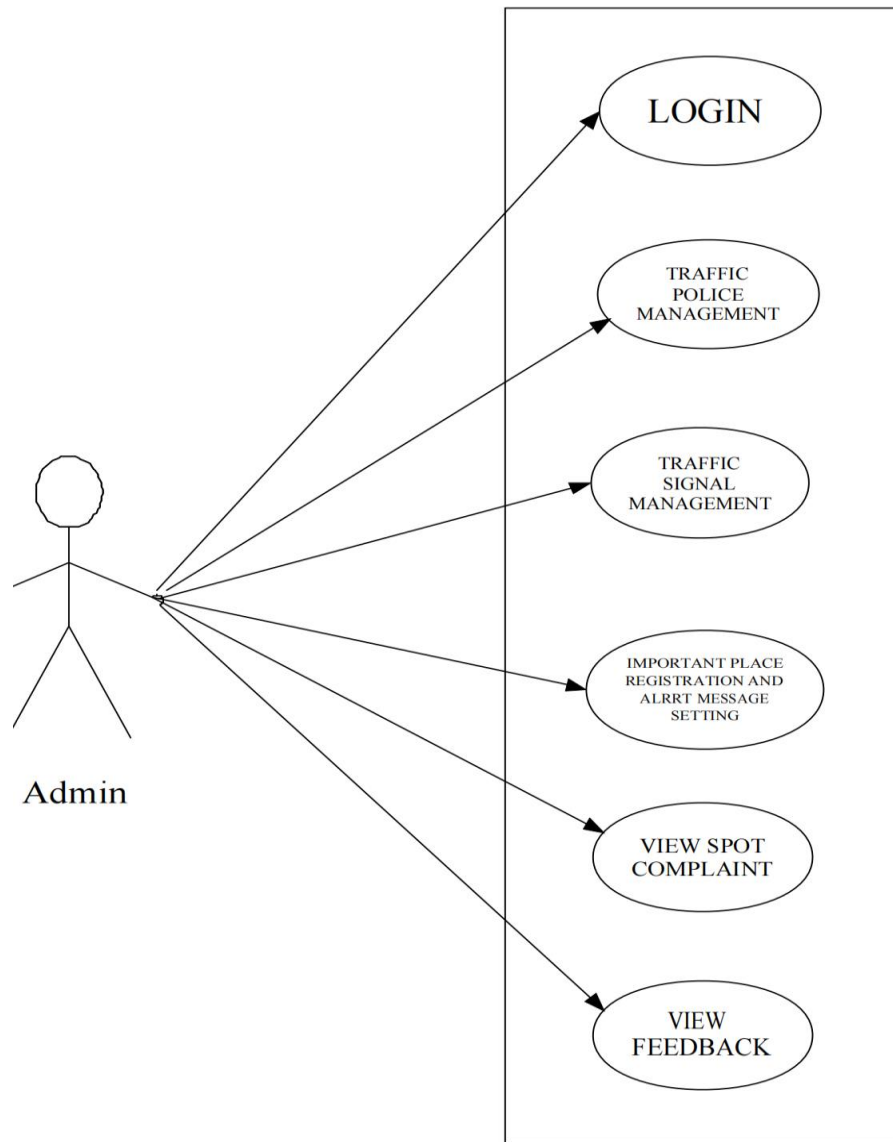 LOGIN
TRAFFIC
POLICE
MANAGEMENT
TRAFFIC
SIGNAL
MANAGEMENT
IMPORTANT PLACE
REGISTRATION AND
ALRRT MESSAGE
SETTING
Admin
VIEW SPOT
COMPLAINT
VIEW
FEEDBACK